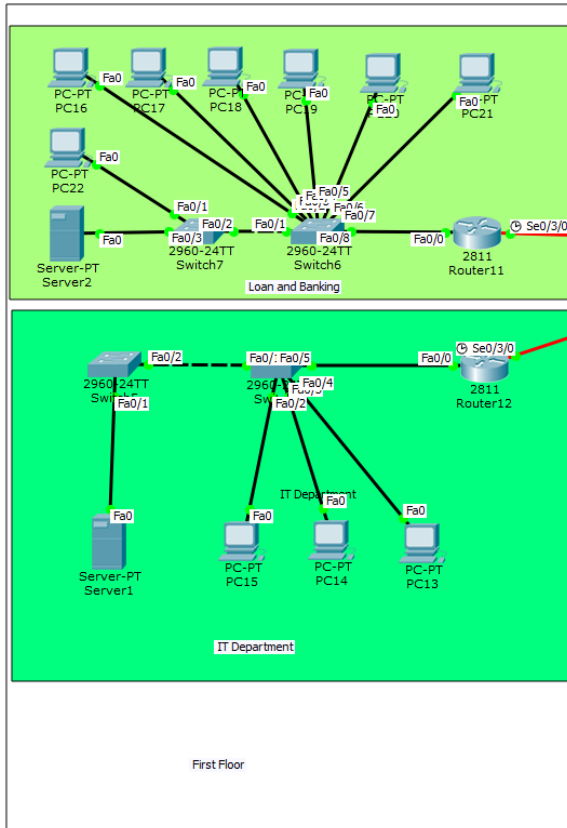 PC-PT
PC16
Fa0
PC-PT
PC17
Fa0
PC18
Fa0
Fa0
Fa0
PC-PT
PC21
Fa0
PC-PT
PC22
Fa0
Server-PT
Server2
Fa0
Fa0/1
Fa0/3
Fa0/2
2960-24TT
Switch7
Fa0/1
Fa0/5
Fa0/7
Fa0/8
2960-24TT
Switch6
Fa0/0
2811
Router11
Se0/3/0
Loan and Banking
2960-24TT
Fa0/2
Fa0/1
Fa0/5
Fa0/4
Fa0/2
Fa0/0
Se0/3/0
2811
Router12
IT Department
Fa0
Server-PT
Server1
Fa0
PC-PT
PC15
Fa0
PC-PT
PC14
Fa0
PC-PT
PC13
IT Department
First Floor